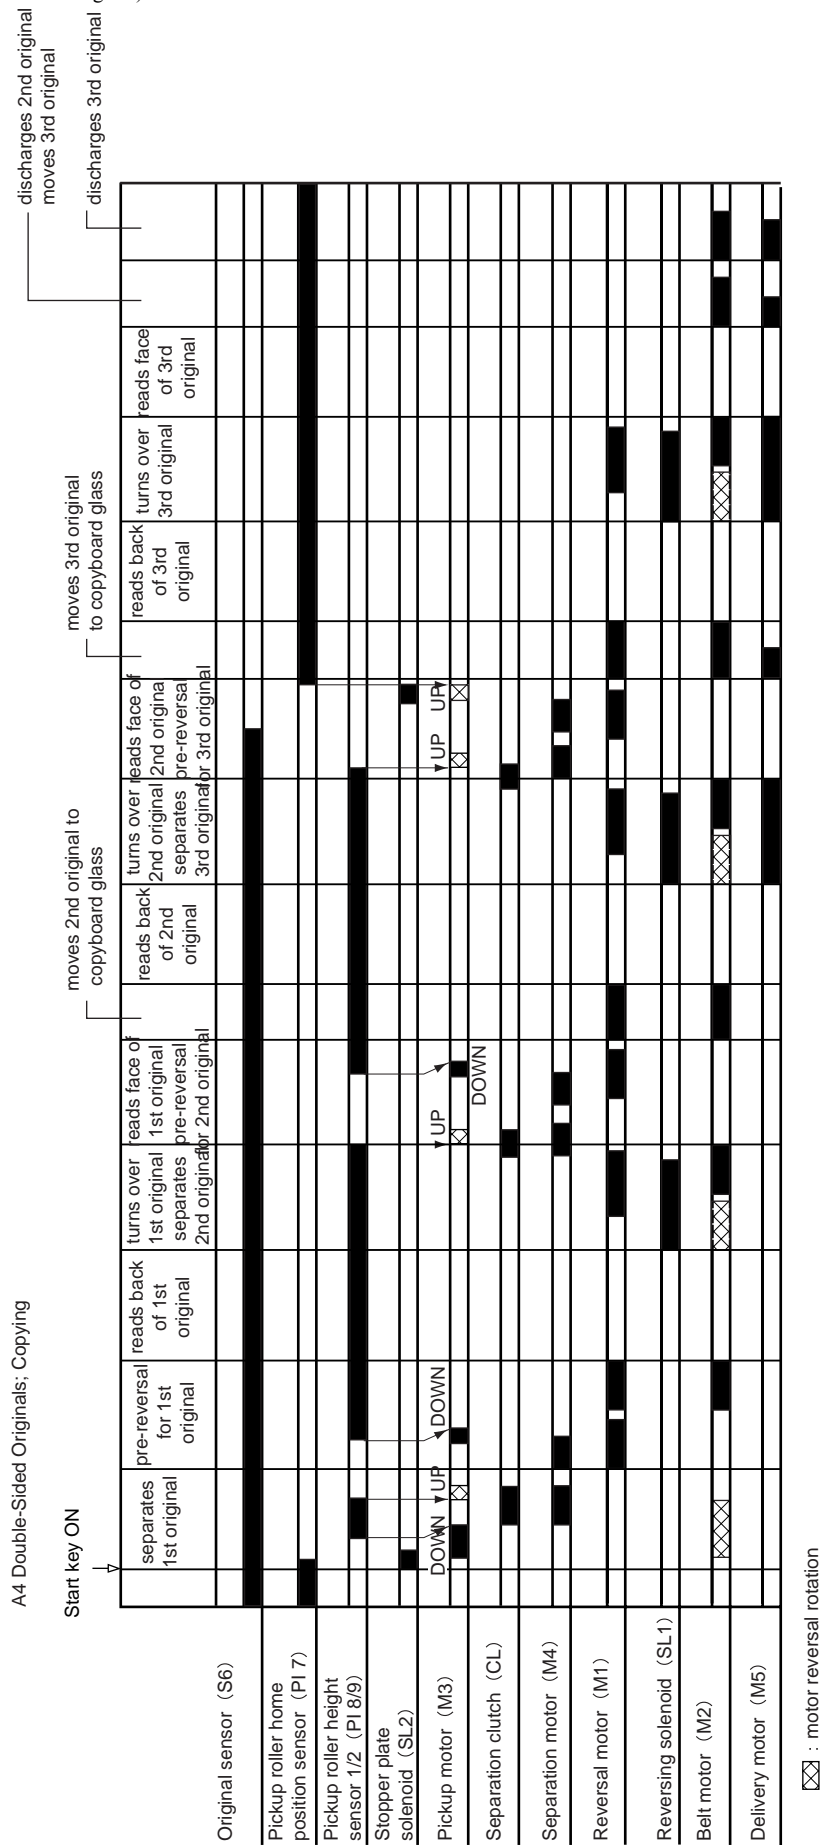 A4 Double-Sided Originals; Copying
Start key ON
separates
1st original
pre-reversal
for 1st
original
reads back
of 1st
original
turns over
1st original
separates
2nd original
reads face of
1st original
pre-reversal
for 2nd original
moves 2nd original to
copyboard glass
reads back
of 2nd
original
turns over
2nd original
separates
3rd original
reads face of
2nd origina
pre-reversal
for 3rd original
moves 3rd original
to copyboard glass
reads back
of 3rd
original
turns over
3rd original
reads face
of 3rd
original
discharges 2nd original
moves 3rd original
discharges 3rd original
Original sensor (S6)
Pickup roller home
position sensor (PI 7)
Pickup roller height
sensor 1/2 (PI 8/9)
Stopper plate
solenoid (SL2)
Pickup motor (M3)
DOWN
UP
DOWN
UP
DOWN
UP
UP
Separation clutch (CL)
Separation motor (M4)
Reversal motor (M1)
Reversing solenoid (SL1)
Belt motor (M2)
Delivery motor (M5)
: motor reversal rotation